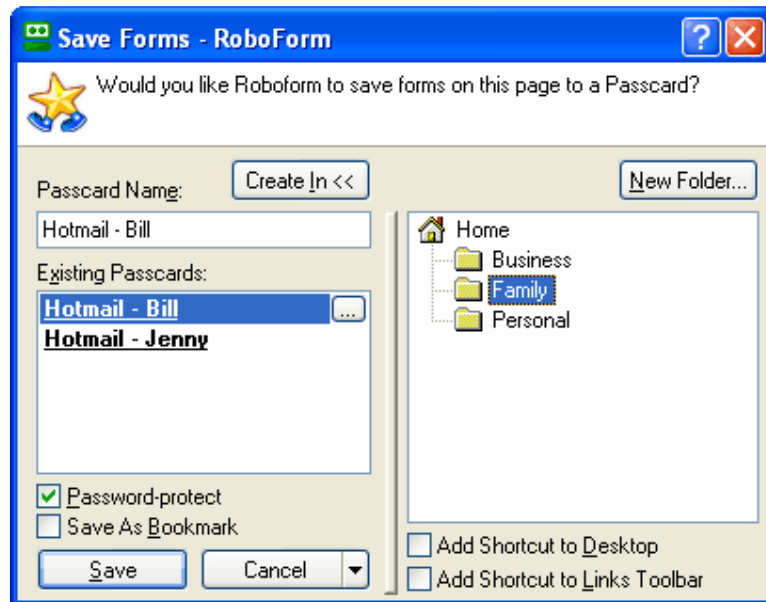 Save Forms - RoboForm
Would you like Roboform to save forms on this page to a Passcard?
Passcard Name:
Create In <<
Hotmail - Bill
Existing Passcards:
Hotmail - Bill
...
Hotmail - Jenny
Password-protect
Save As Bookmark
Save
Cancel
New Folder...
Home
Business
Family
Personal
Add Shortcut to Desktop
Add Shortcut to Links Toolbar